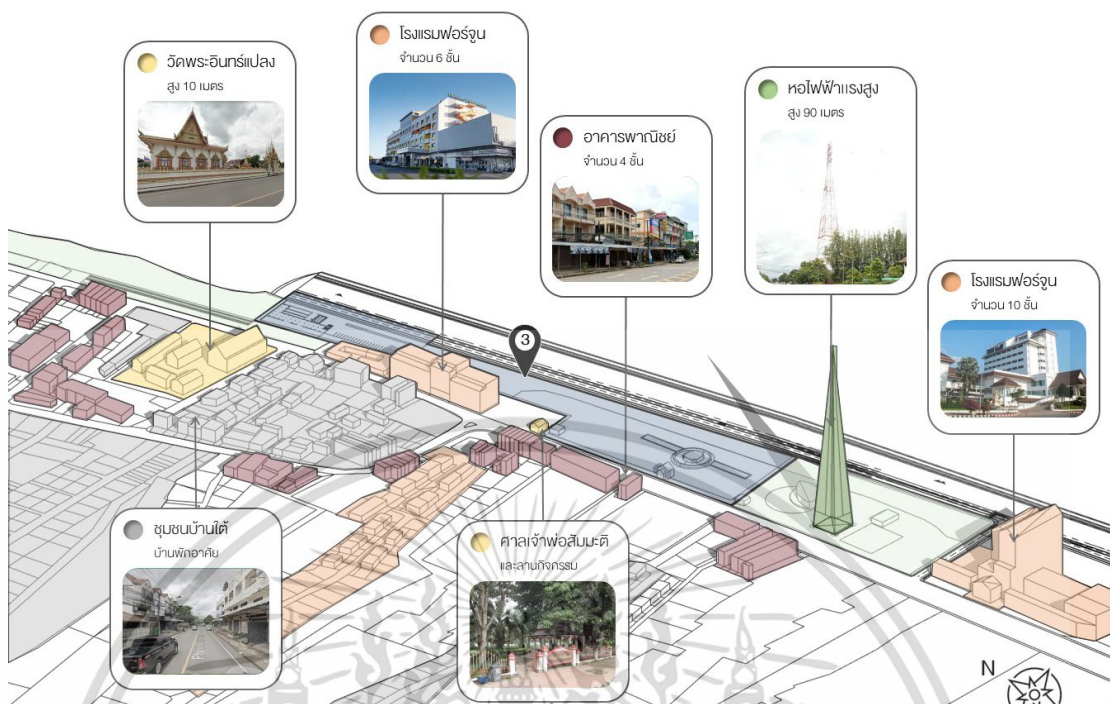 โรงแรมฟอร์จูน
จำนวน 6 ชั้น
วัดพระอินทร์แปลง
สูง 10 เมตร
หอไฟฟ้าแรงสูง
สูง 90 เมตร
อาคารพาณิชย์
จำนวน 4 ชั้น
โรงแรมฟอร์จูน
จำนวน 10 ชั้น
3
ชุมชนบ้านใต้
บ้านพักอาศัย
ศาลเจ้าพ่อสัมมะติ
และลานกิจกรรม
N